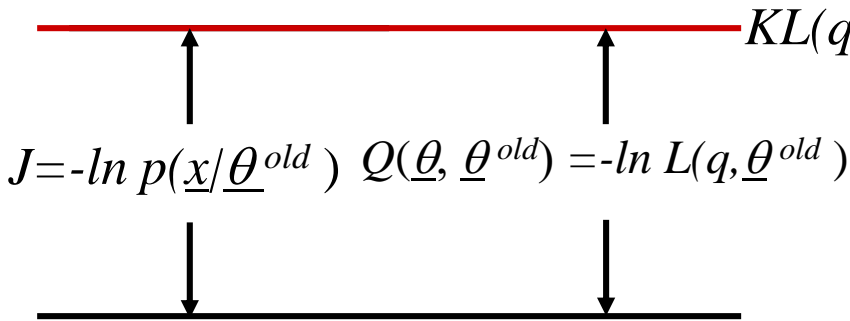 KL(q
J=-ln p(x/θ^old ) Q(θ, θ^old) =-ln L(q,θ^old )